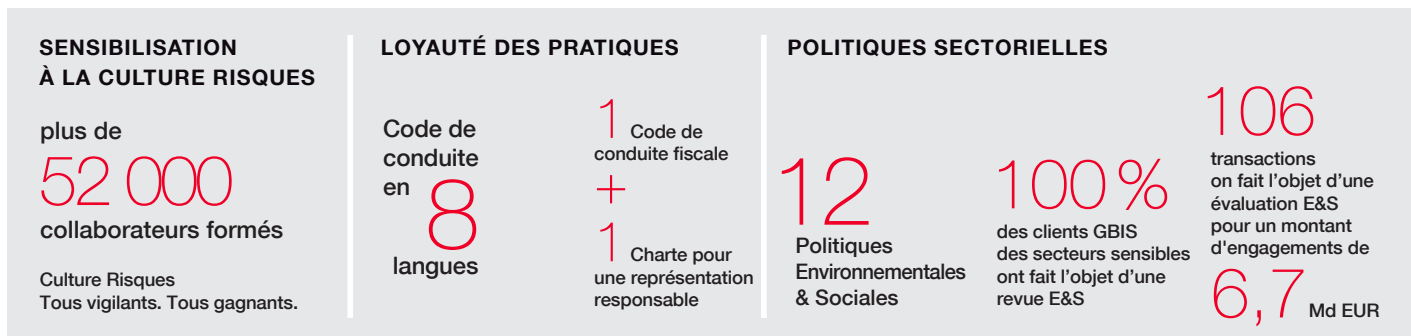 SENSIBILISATION
À LA CULTURE RISQUES
plus de
52 000
collaborateurs formés
Culture Risques
Tous vigilants. Tous gagnants.
LOYAUTÉ DES PRATIQUES
Code de
conduite
en 8
langues
1 Code de
conduite fiscale
+
1 Charte pour
une représentation
responsable
POLITIQUES SECTORIELLES
12
Politiques
Environnementales
& Sociales
100 %
des clients GBIS
des secteurs sensibles
ont fait l’objet d’une
revue E&S
106
transactions
on fait l’objet d’une
évaluation E&S
pour un montant
d'engagements de
6,7 Md EUR